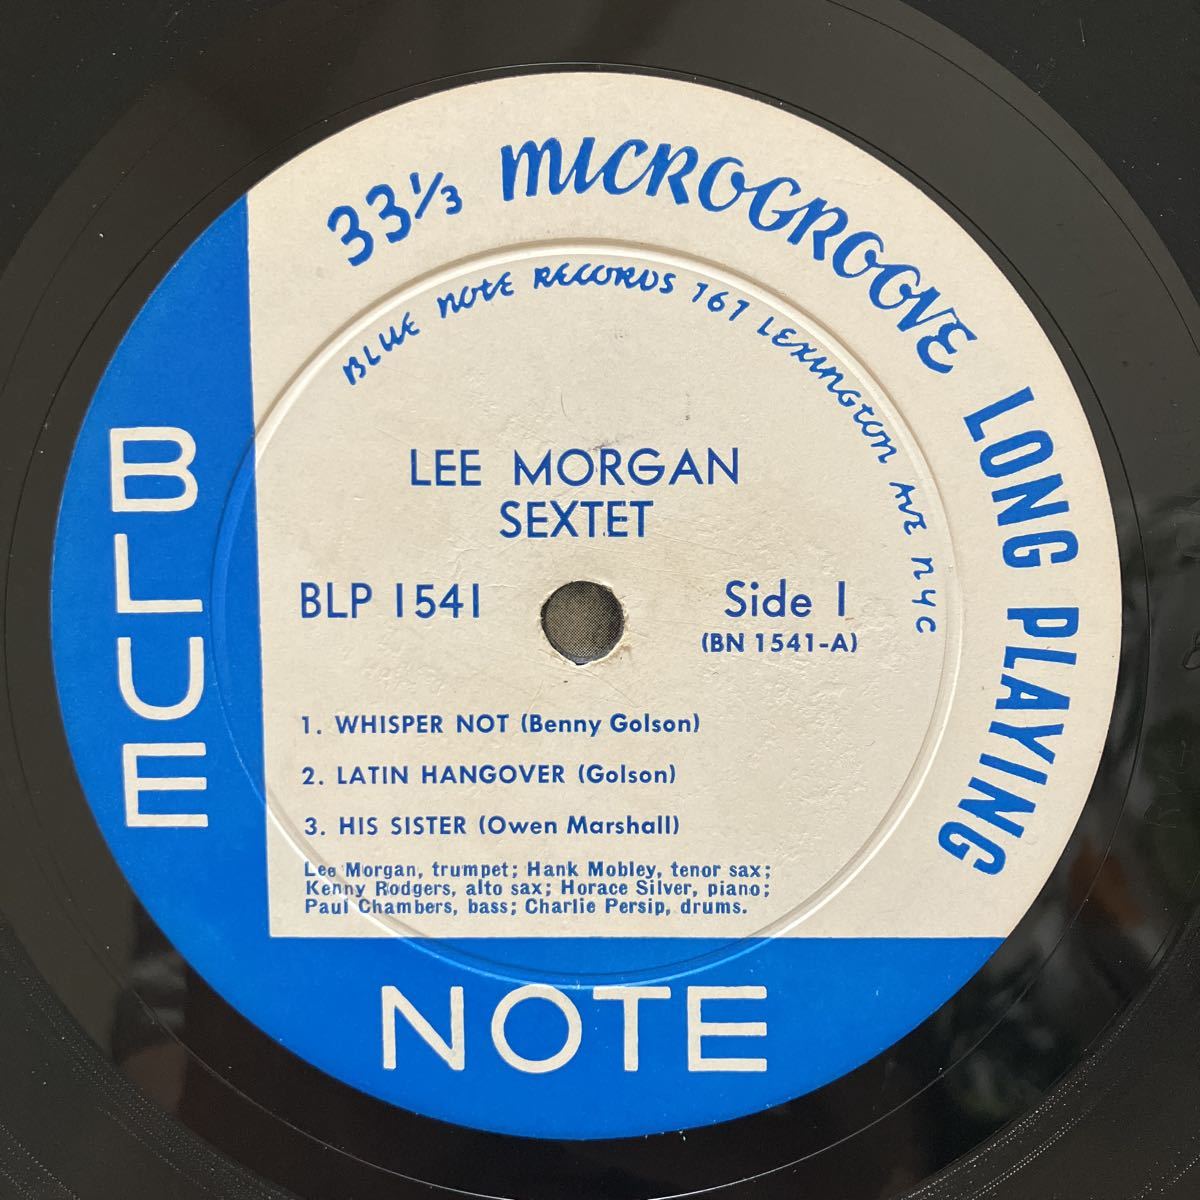 33⅓ MICROGROOVE LONG PLAYING
BLUE NOTE RECORDS 767 LEXINGTON AVE NYC
LEE MORGAN
SEXTET
BLP 1541
Side 1
(BN 1541-A)
1. WHISPER NOT (Benny Golson)
2. LATIN HANGOVER (Golson)
3. HIS SISTER (Owen Marshall)
Lee Morgan, trumpet; Hank Mobley, tenor sax;
Kenny Rodgers, alto sax; Horace Silver, piano;
Paul Chambers, bass; Charlie Persip, drums.
BLUE
NOTE